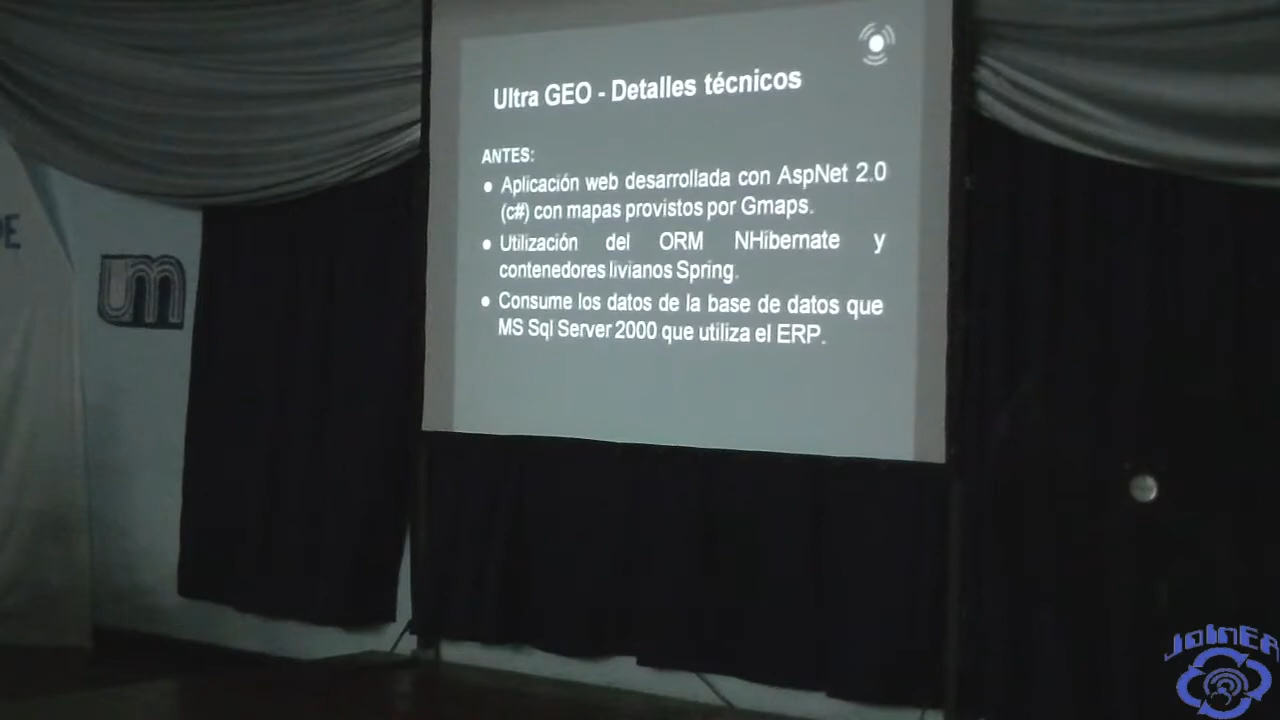 Ultra GEO - Detalles técnicos
ANTES:
• Aplicación web desarrollada con AspNet 2.0
(c#) con mapas provistos por Gmaps.
• Utilización del ORM NHibernate y
contenedores livianos Spring.
• Consume los datos de la base de datos que
MS Sql Server 2000 que utiliza el ERP.
um
JoinEA